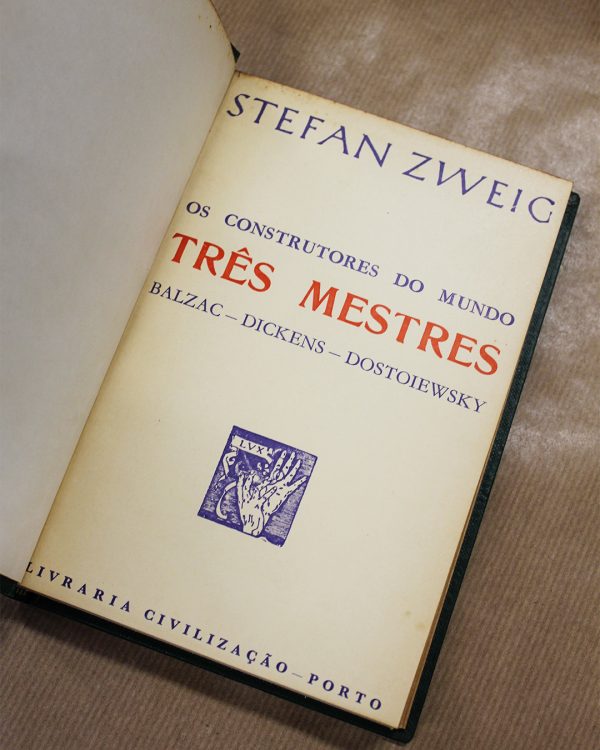 STEFAN ZWEIG
OS CONSTRUTORES DO MUNDO
TRÊS MESTRES
BALZAC – DICKENS – DOSTOIEWSKY
LVX
LIVRARIA CIVILIZAÇÃO – PORTO